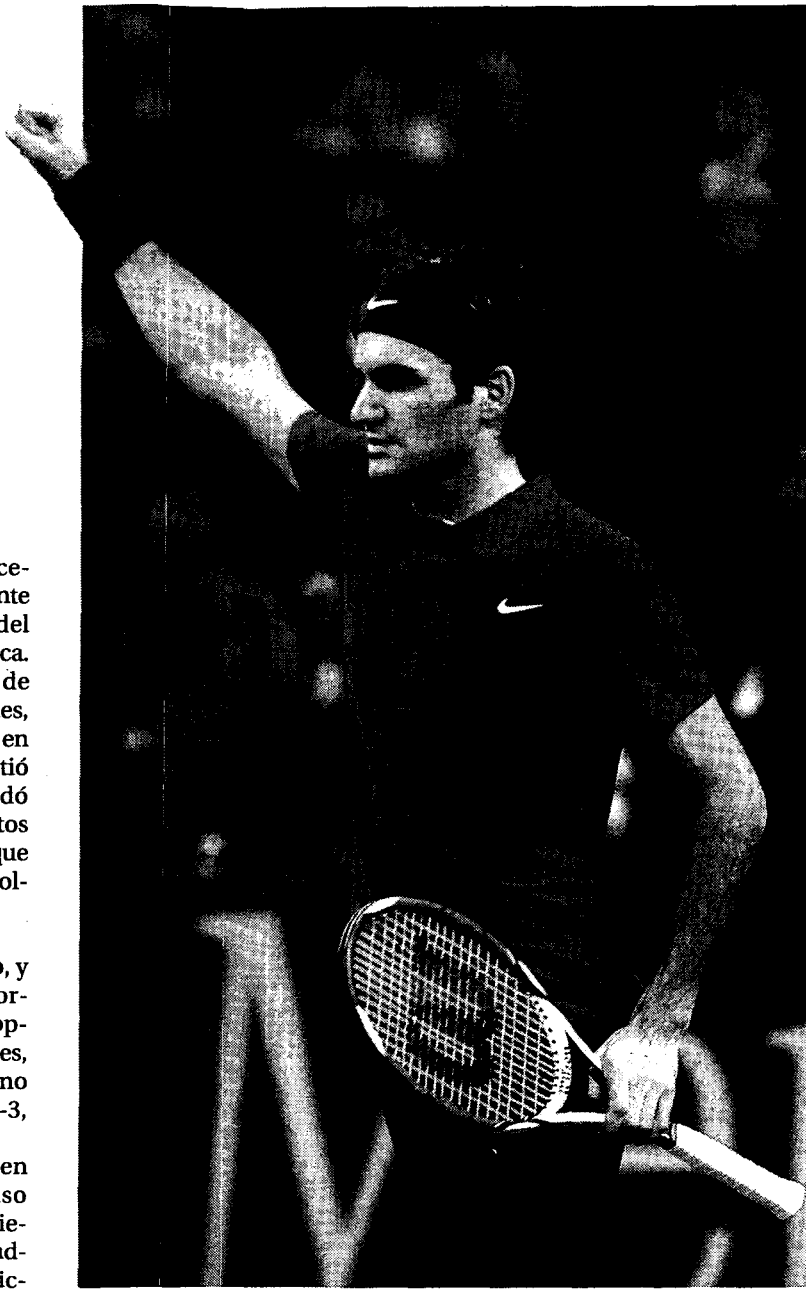 ce-
nte
del
ca.
de
es,
en
tió
dó
tos
que
ol-
o, y
or-
op-
es,
no
-3,
en
so
ie-
ud-
ic-